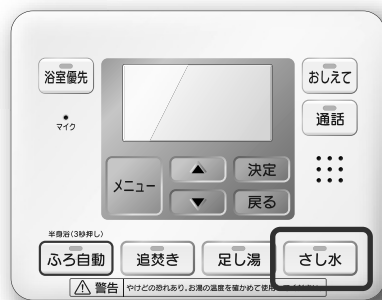 浴室優先
おしえて
マイク
通話
メニュー
▲
決定
▼
戻る
半身浴(3秒押し)
ふろ自動
追焚き
足し湯
さし水
警告
やけどの恐れあり。お湯の温度を確かめて使用